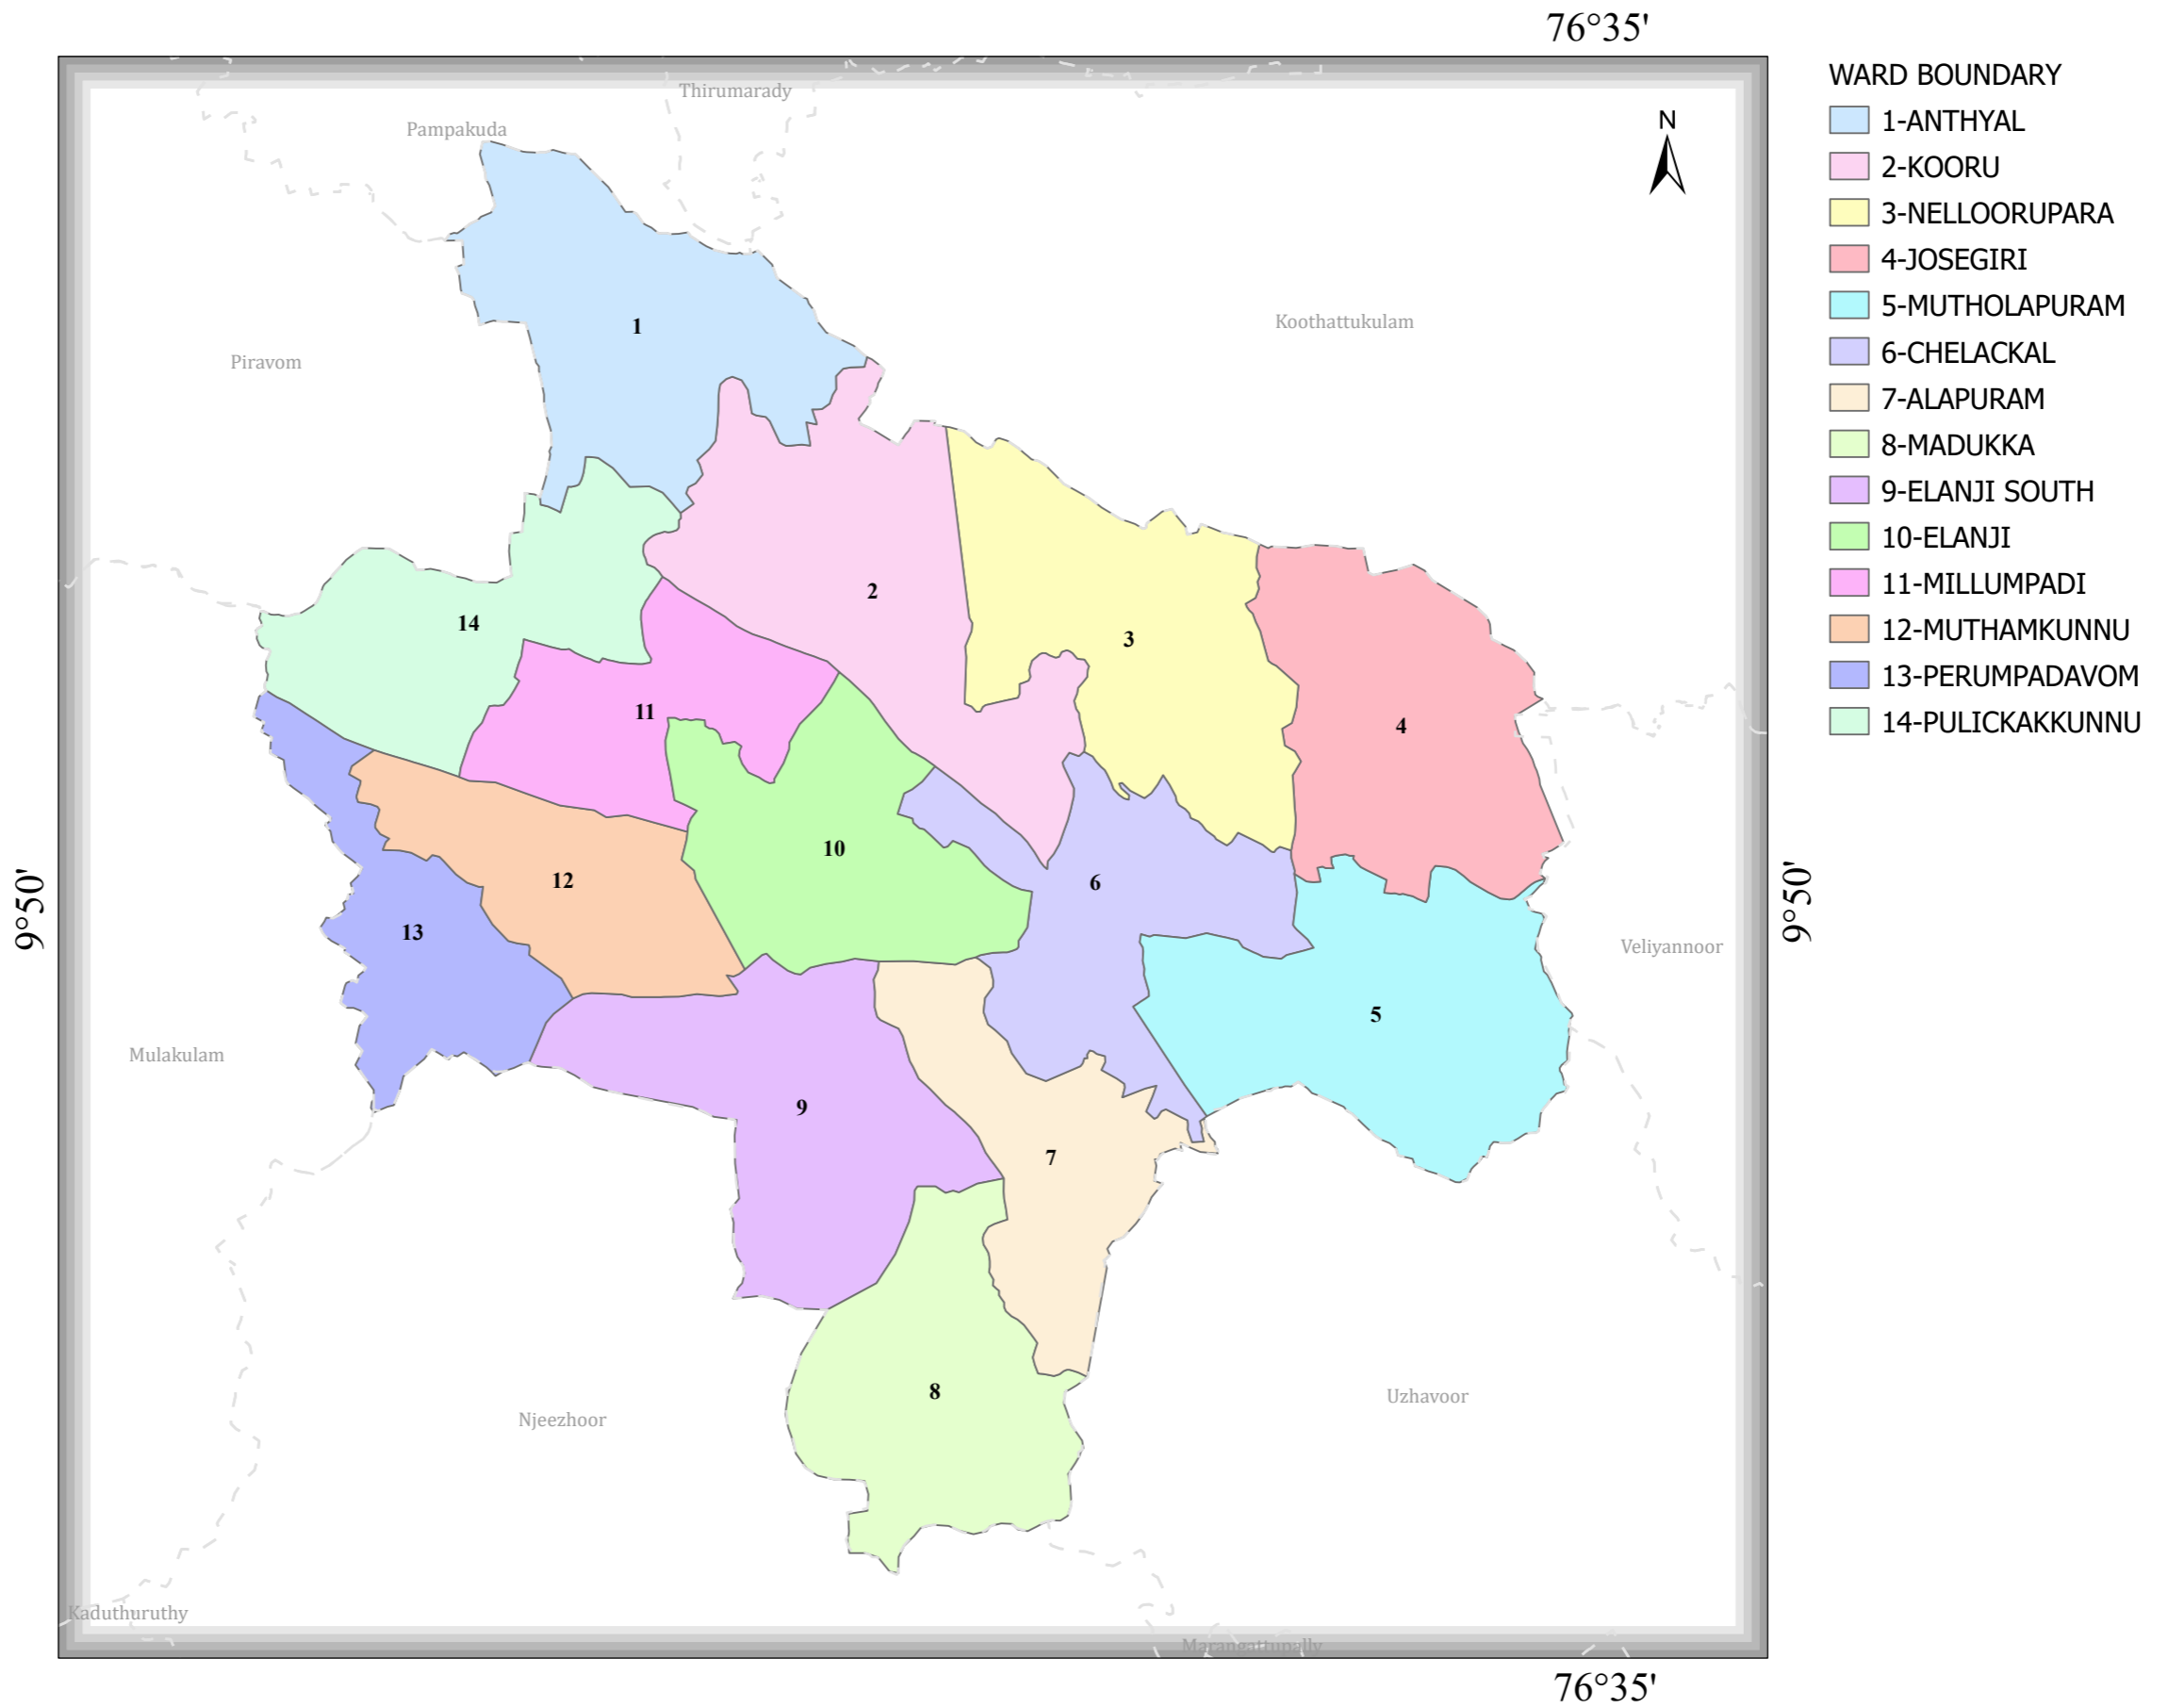 76°35'
WARD BOUNDARY
1-ANTHYAL
2-KOORU
3-NELLOORUPARA
4-JOSEGIRI
5-MUTHOLAPURAM
6-CHELACKAL
7-ALAPURAM
8-MADUKKA
9-ELANJI SOUTH
10-ELANJI
11-MILLUMPADI
12-MUTHAMKUNNU
13-PERUMPADAVOM
14-PULICKAKKUNNU
Thirumarady
Pampakuda
N
Koothattukulam
1
Piravom
2
14
3
11
4
10
12
6
9°50'
9°50'
13
Veliyannoor
5
Mulakulam
9
7
8
Uzhavoor
Njeezhoor
Kaduthuruthy
Marangattupally
76°35'